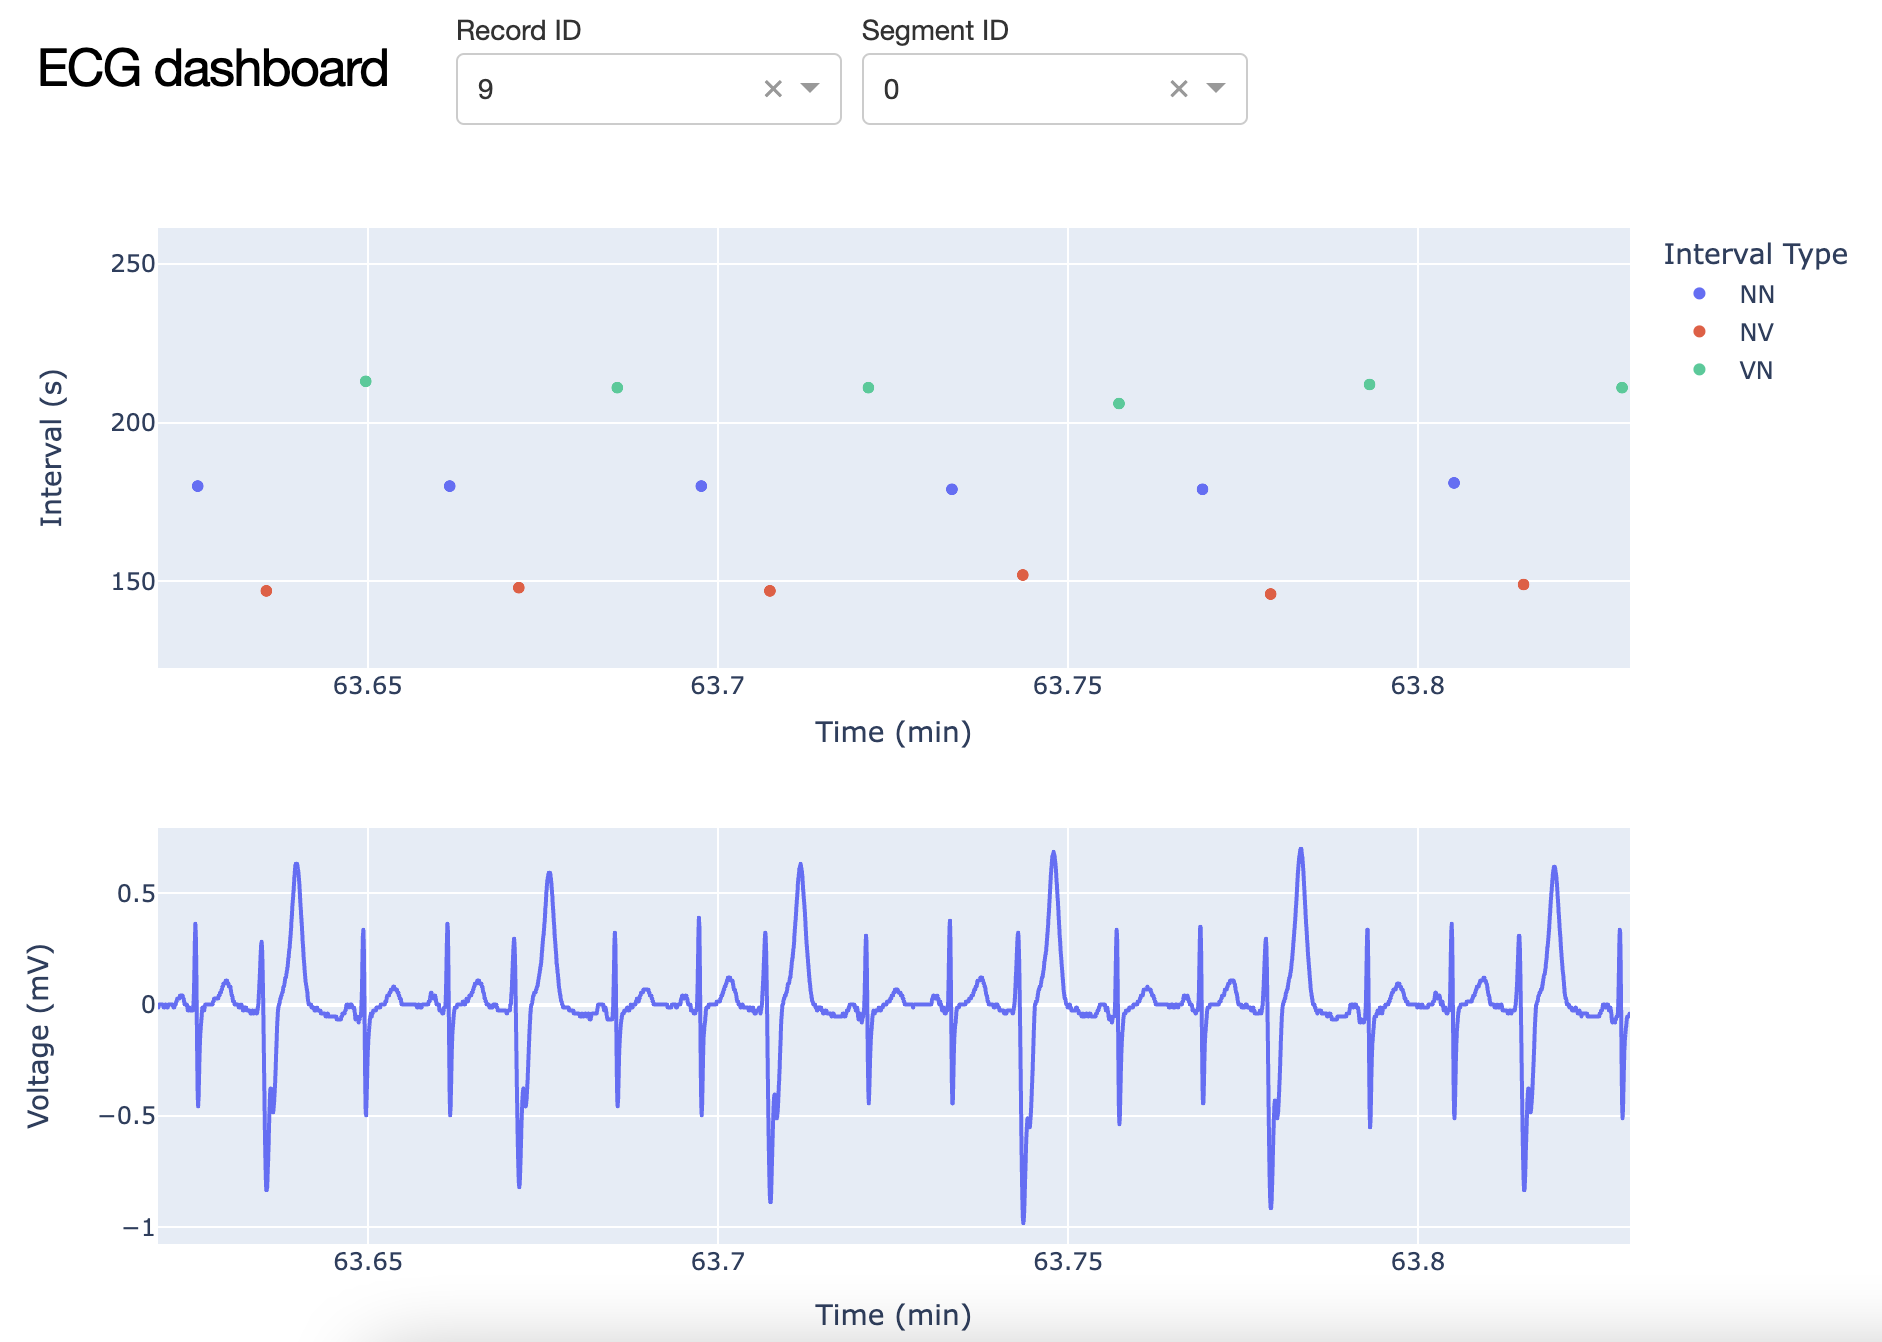 ECG dashboard
Record ID
9
Segment ID
0
250
200
150
Interval (s)
63.65
63.7
63.75
63.8
Time (min)
Interval Type
NN
NV
VN
0.5
0
−0.5
−1
Voltage (mV)
63.65
63.7
63.75
63.8
Time (min)